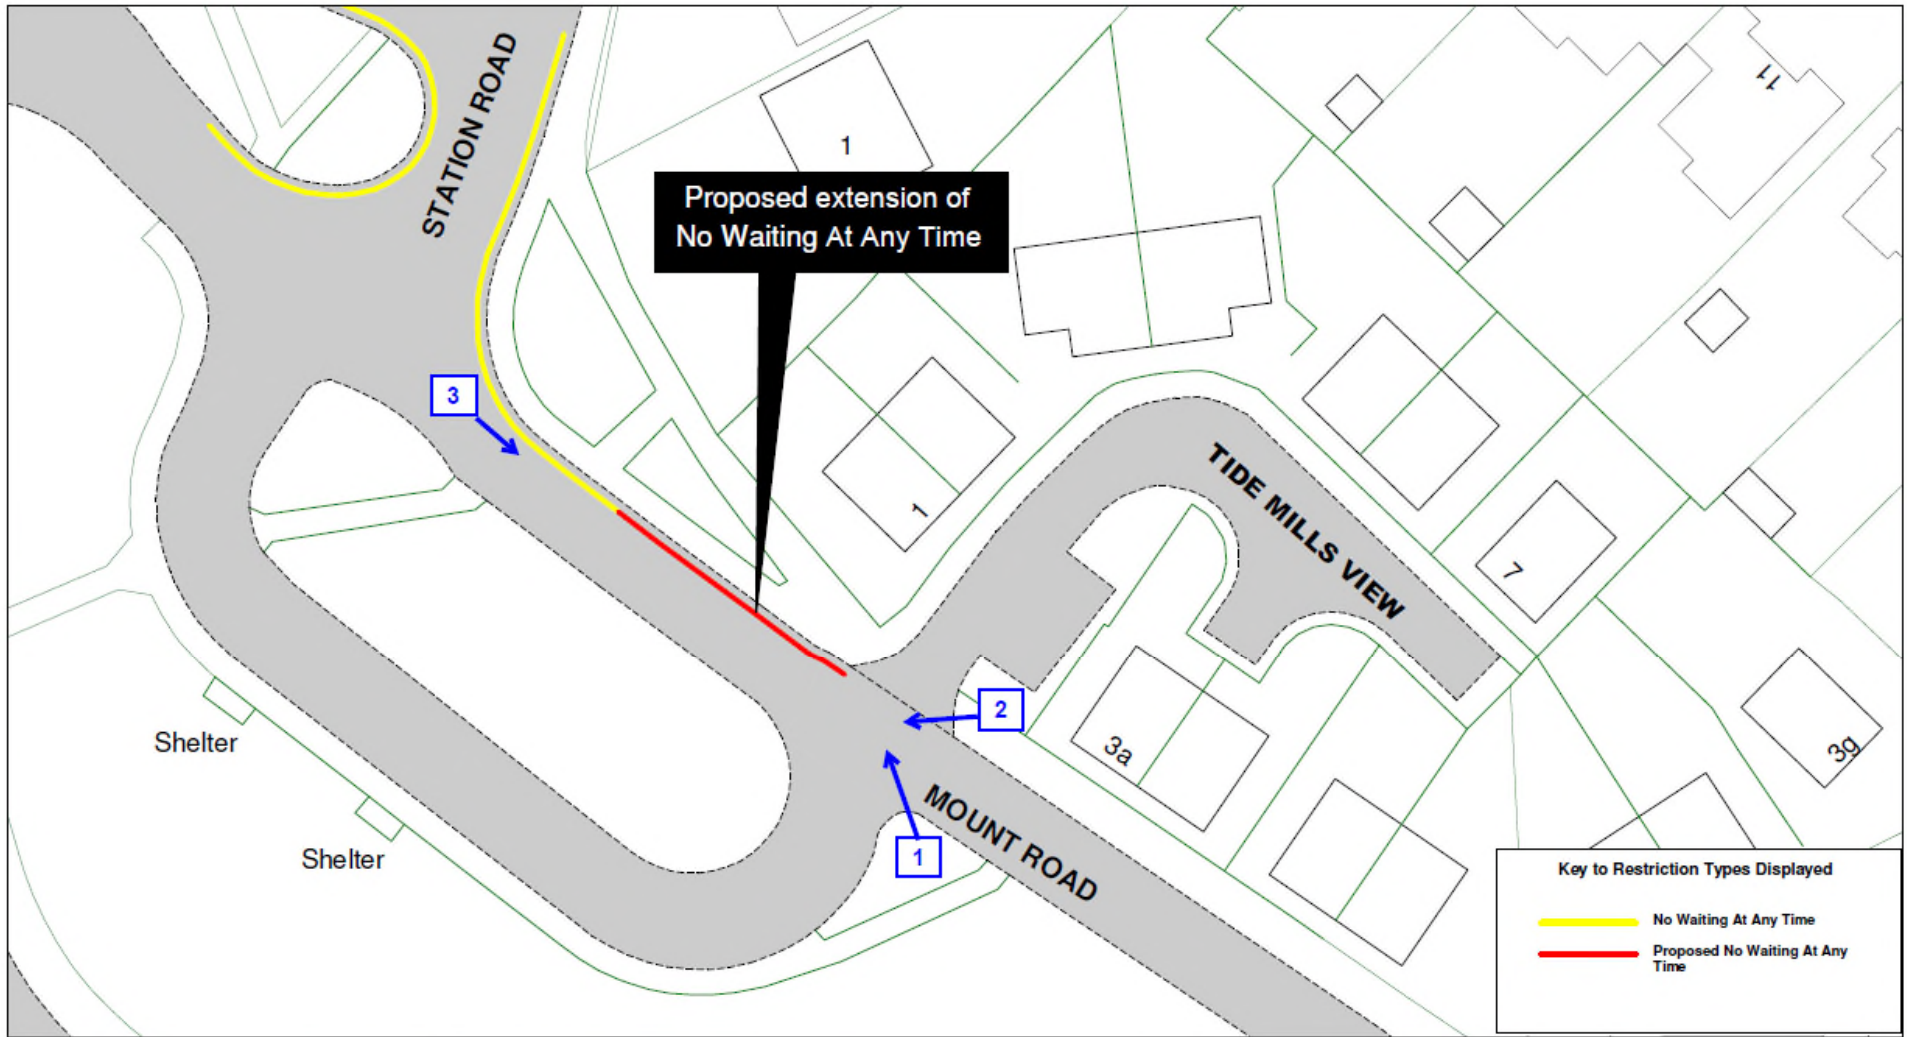 11
STATION ROAD
1
Proposed extension of
No Waiting At Any Time
3
1
TIDE MILLS VIEW
7
2
3a
3g
Shelter
MOUNT ROAD
1
Shelter
Key to Restriction Types Displayed
No Waiting At Any Time
Proposed No Waiting At Any
Time